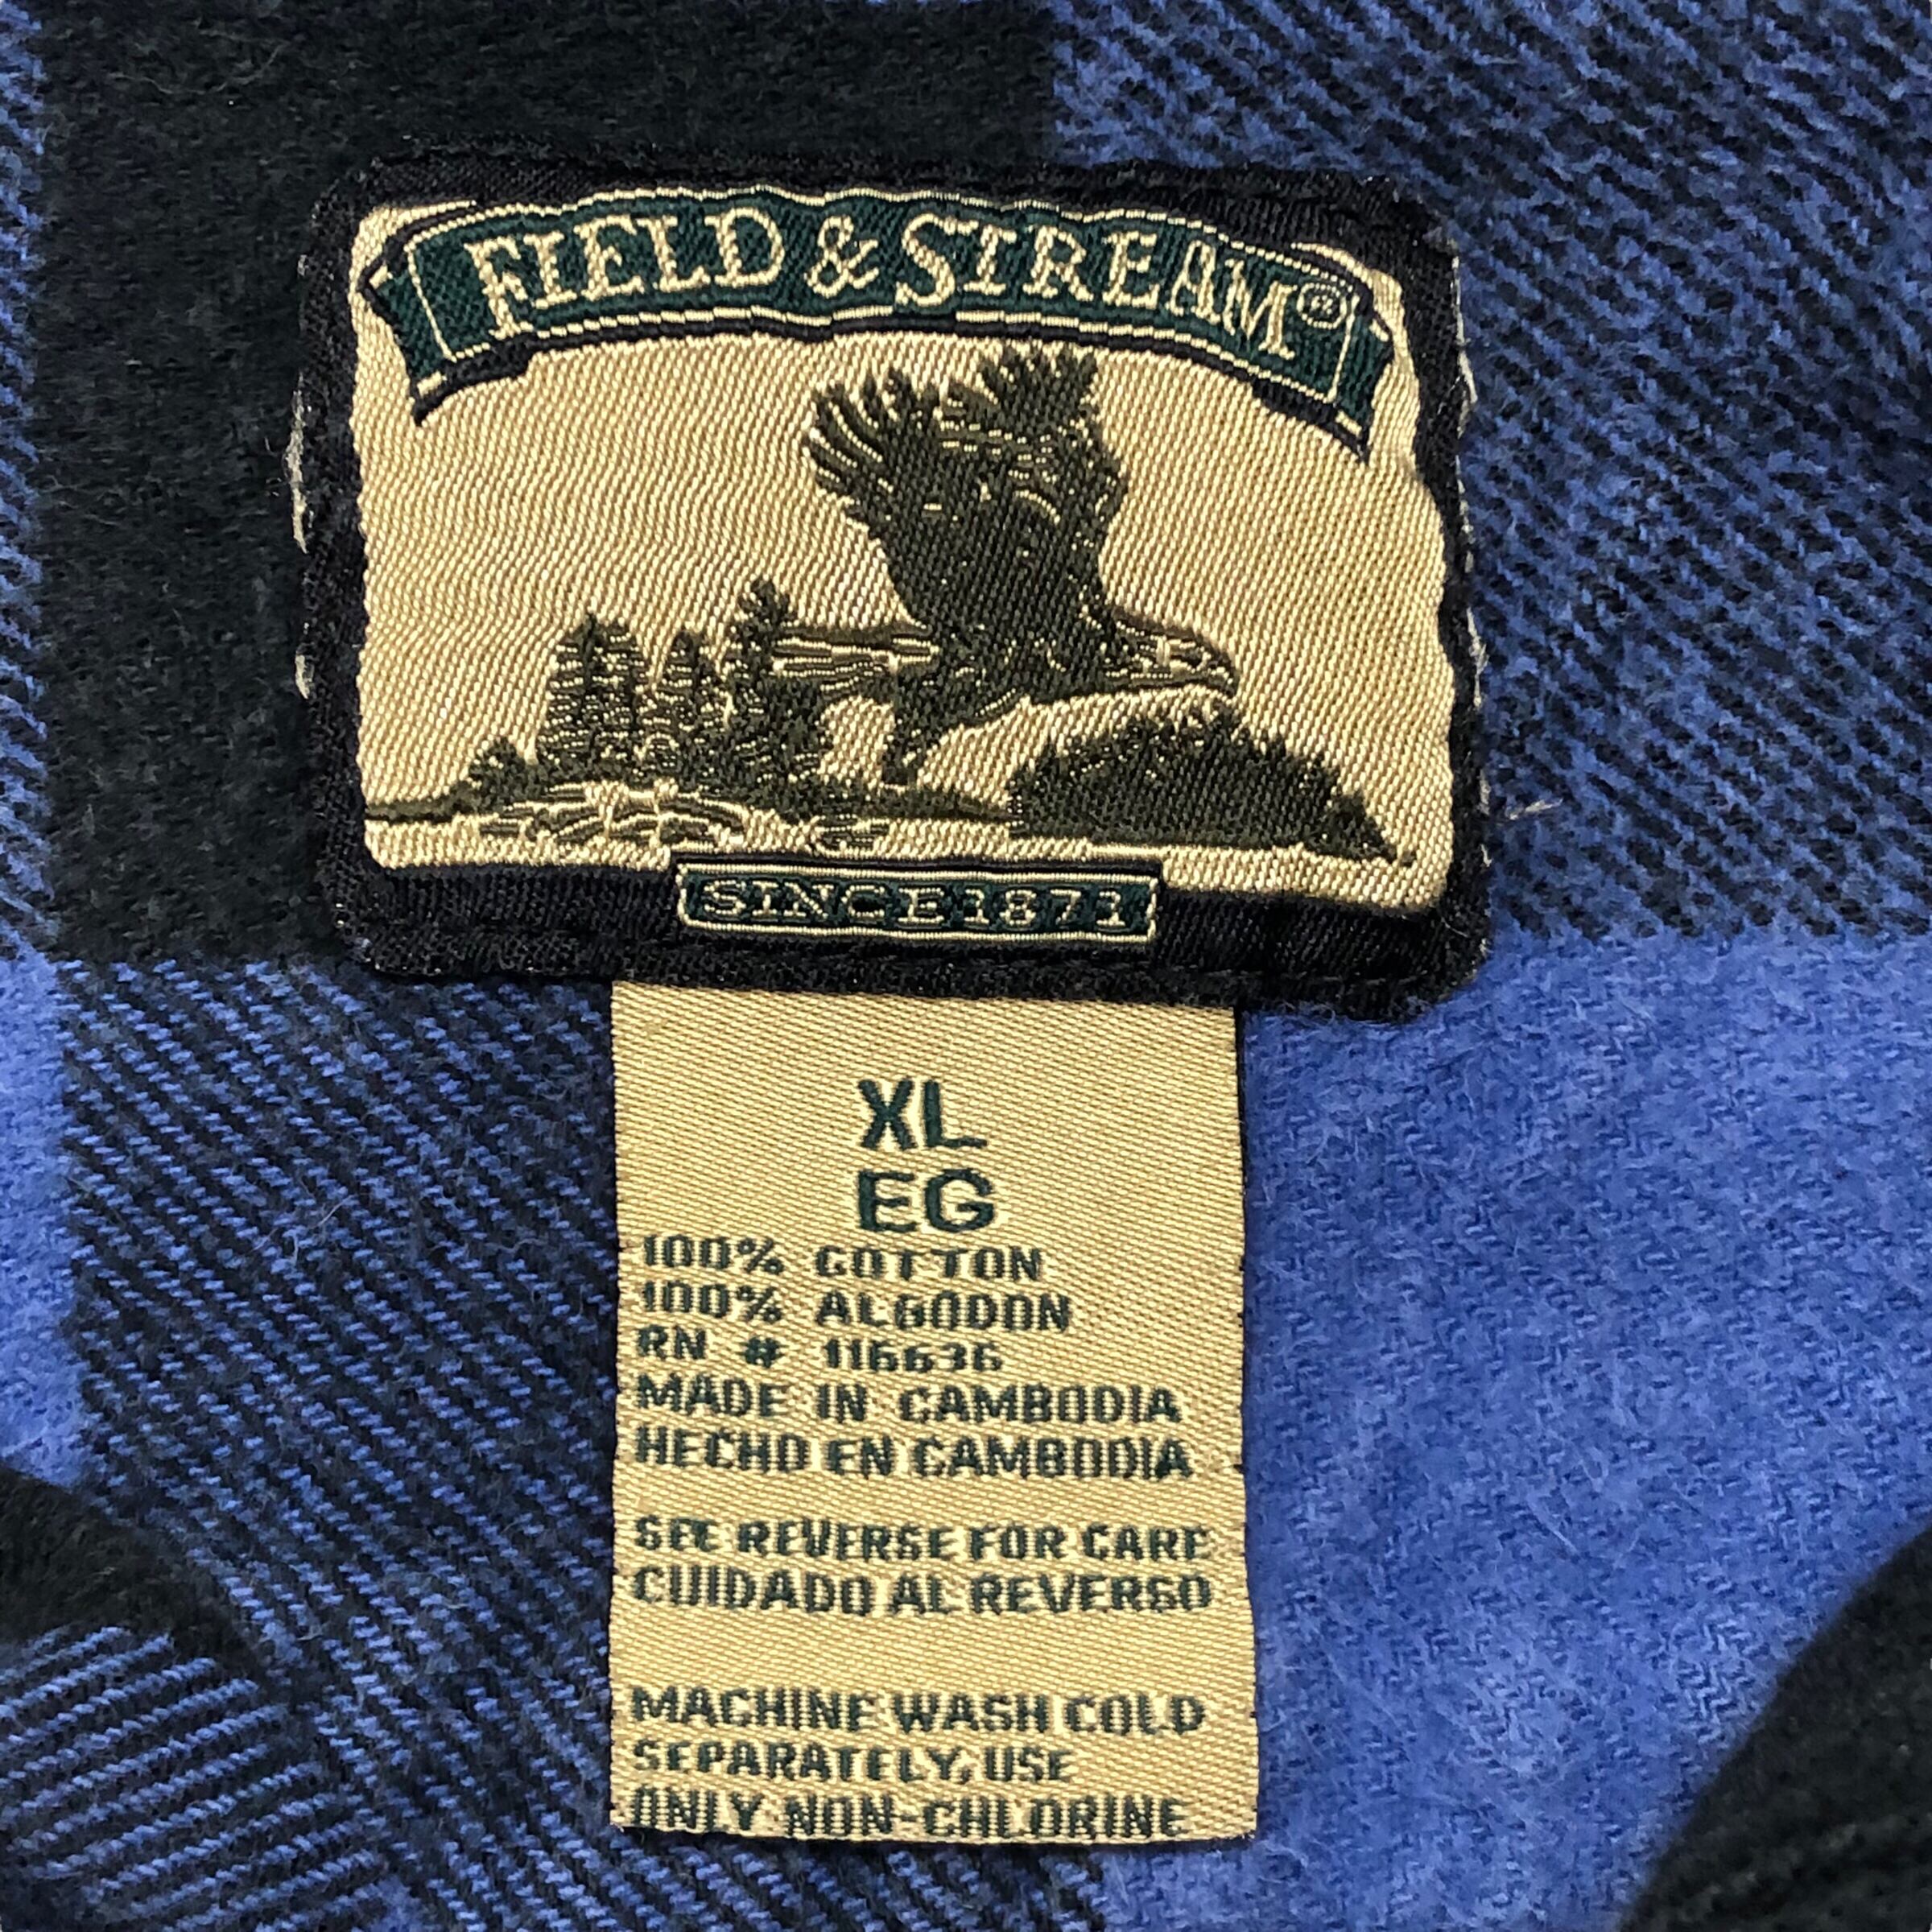 FIELD & STREAM®
SINCE 1871
XL
EG
100% COTTON
100% ALGODON
RN # 116636
MADE IN CAMBODIA
HECHO EN CAMBODIA
SEE REVERSE FOR CARE
CUIDADO AL REVERSO
MACHINE WASH COLD
SEPARATELY, USE
ONLY NON-CHLORINE